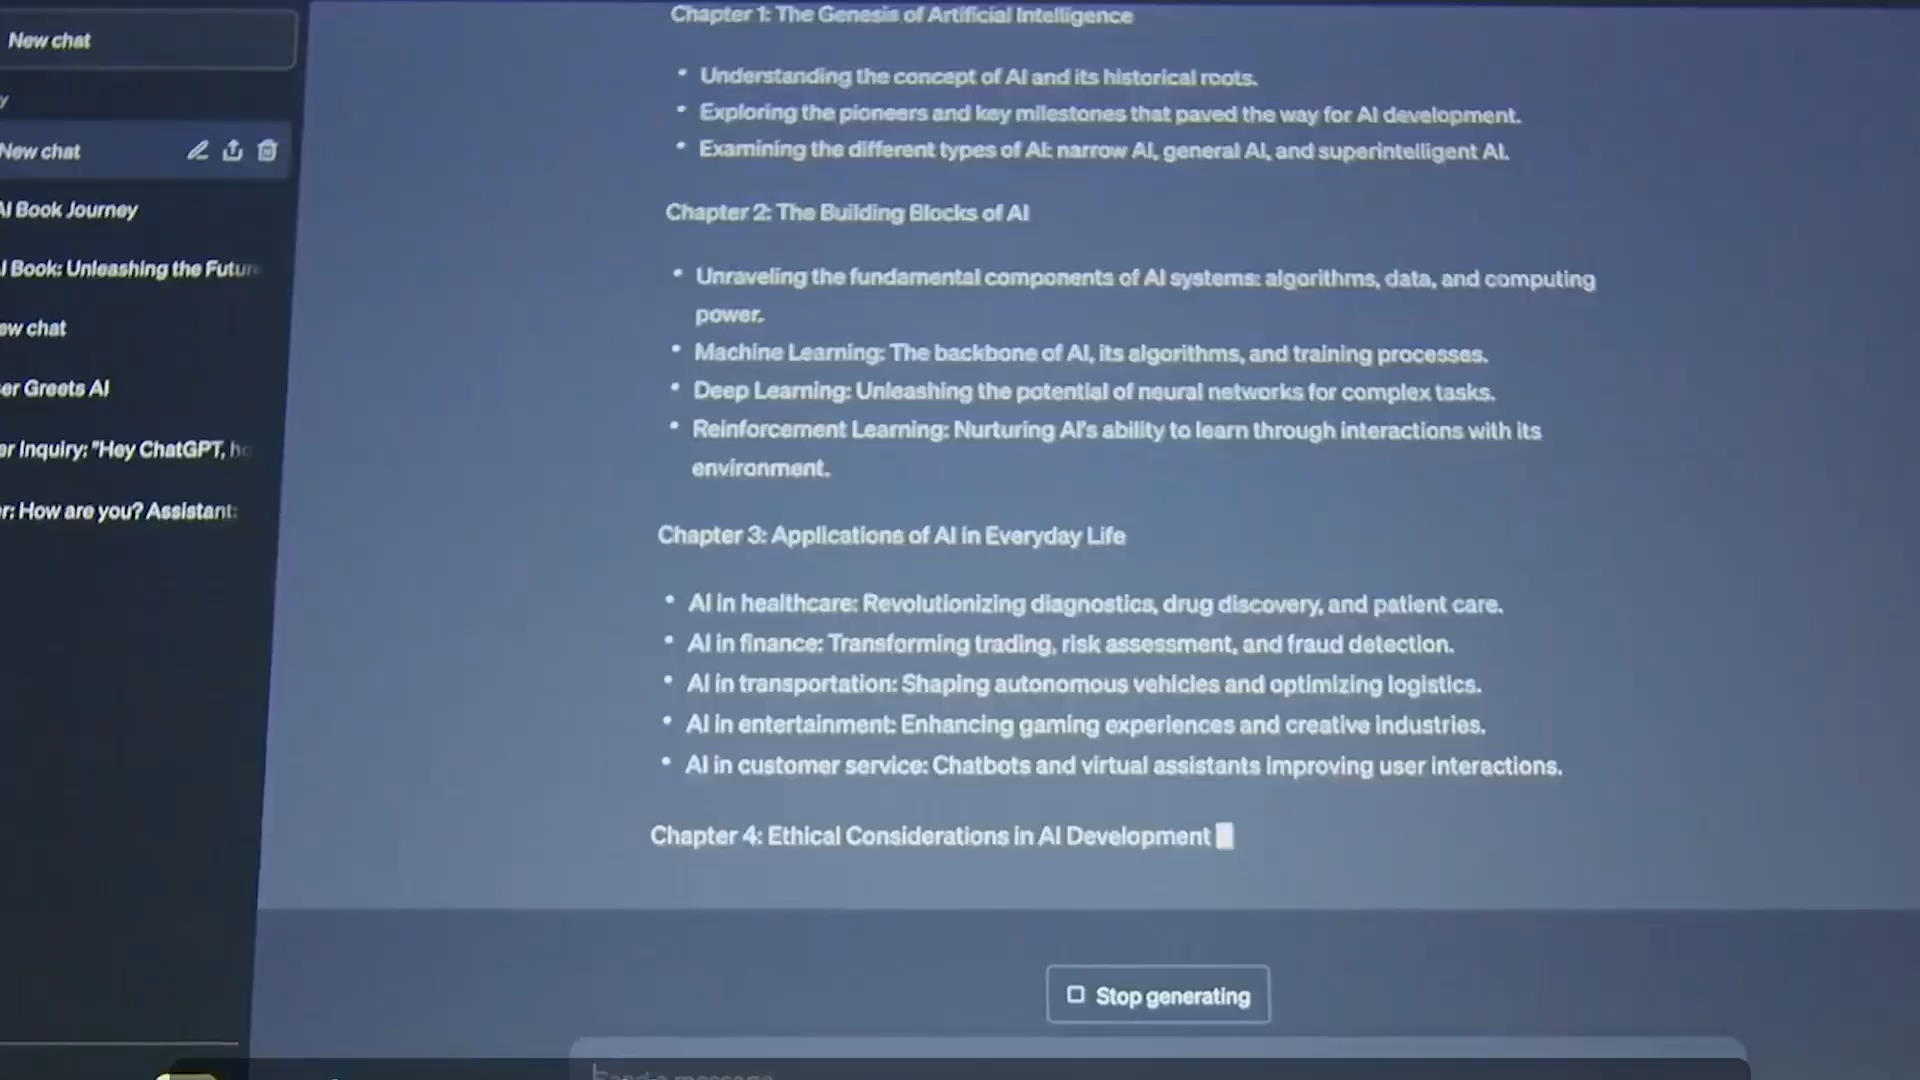 New chat
y
New chat
AI Book Journey
I Book: Unleashing the Future
ew chat
er Greets AI
er Inquiry: "Hey ChatGPT, ho
r: How are you? Assistant:
Chapter 1: The Genesis of Artificial Intelligence
• Understanding the concept of AI and its historical roots.
• Exploring the pioneers and key milestones that paved the way for AI development.
• Examining the different types of AI: narrow AI, general AI, and superintelligent AI.
Chapter 2: The Building Blocks of AI
• Unraveling the fundamental components of AI systems: algorithms, data, and computing
power.
• Machine Learning: The backbone of AI, its algorithms, and training processes.
• Deep Learning: Unleashing the potential of neural networks for complex tasks.
• Reinforcement Learning: Nurturing AI's ability to learn through interactions with its
environment.
Chapter 3: Applications of AI in Everyday Life
• AI in healthcare: Revolutionizing diagnostics, drug discovery, and patient care.
• AI in finance: Transforming trading, risk assessment, and fraud detection.
• AI in transportation: Shaping autonomous vehicles and optimizing logistics.
• AI in entertainment: Enhancing gaming experiences and creative industries.
• AI in customer service: Chatbots and virtual assistants improving user interactions.
Chapter 4: Ethical Considerations in AI Development
Stop generating
Send a message